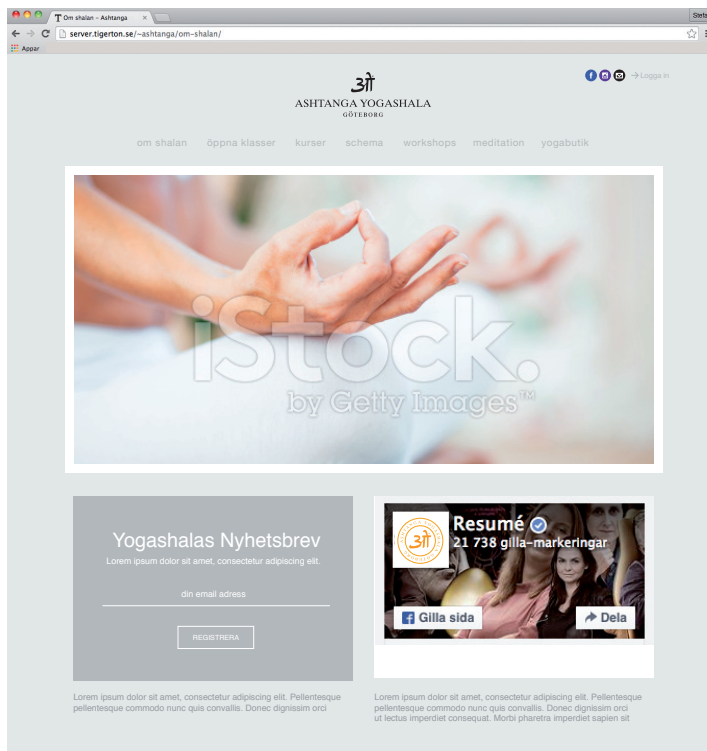 Om shalan - Ashtanga
server.tigerton.se/~ashtanga/om-shalan/
Appar
Logga in
ओ
ASHTANGA YOGASHALA
GÖTEBORG
om shalan öppna klasser kurser schema workshops meditation yogabutik
iStock.
by Getty Images™
Yogashalas Nyhetsbrev
Lorem ipsum dolor sit amet, consectetur adipiscing elit.
din email adress
REGISTRERA
Resumé
21 738 gilla-markeringar
Gilla sida
Dela
Lorem ipsum dolor sit amet, consectetur adipiscing elit. Pellentesque
pellentesque commodo nunc quis convallis. Donec dignissim orci
Lorem ipsum dolor sit amet, consectetur adipiscing elit. Pellentesque
pellentesque commodo nunc quis convallis. Donec dignissim orci
ut lectus imperdiet consequat. Morbi pharetra imperdiet sapien sit